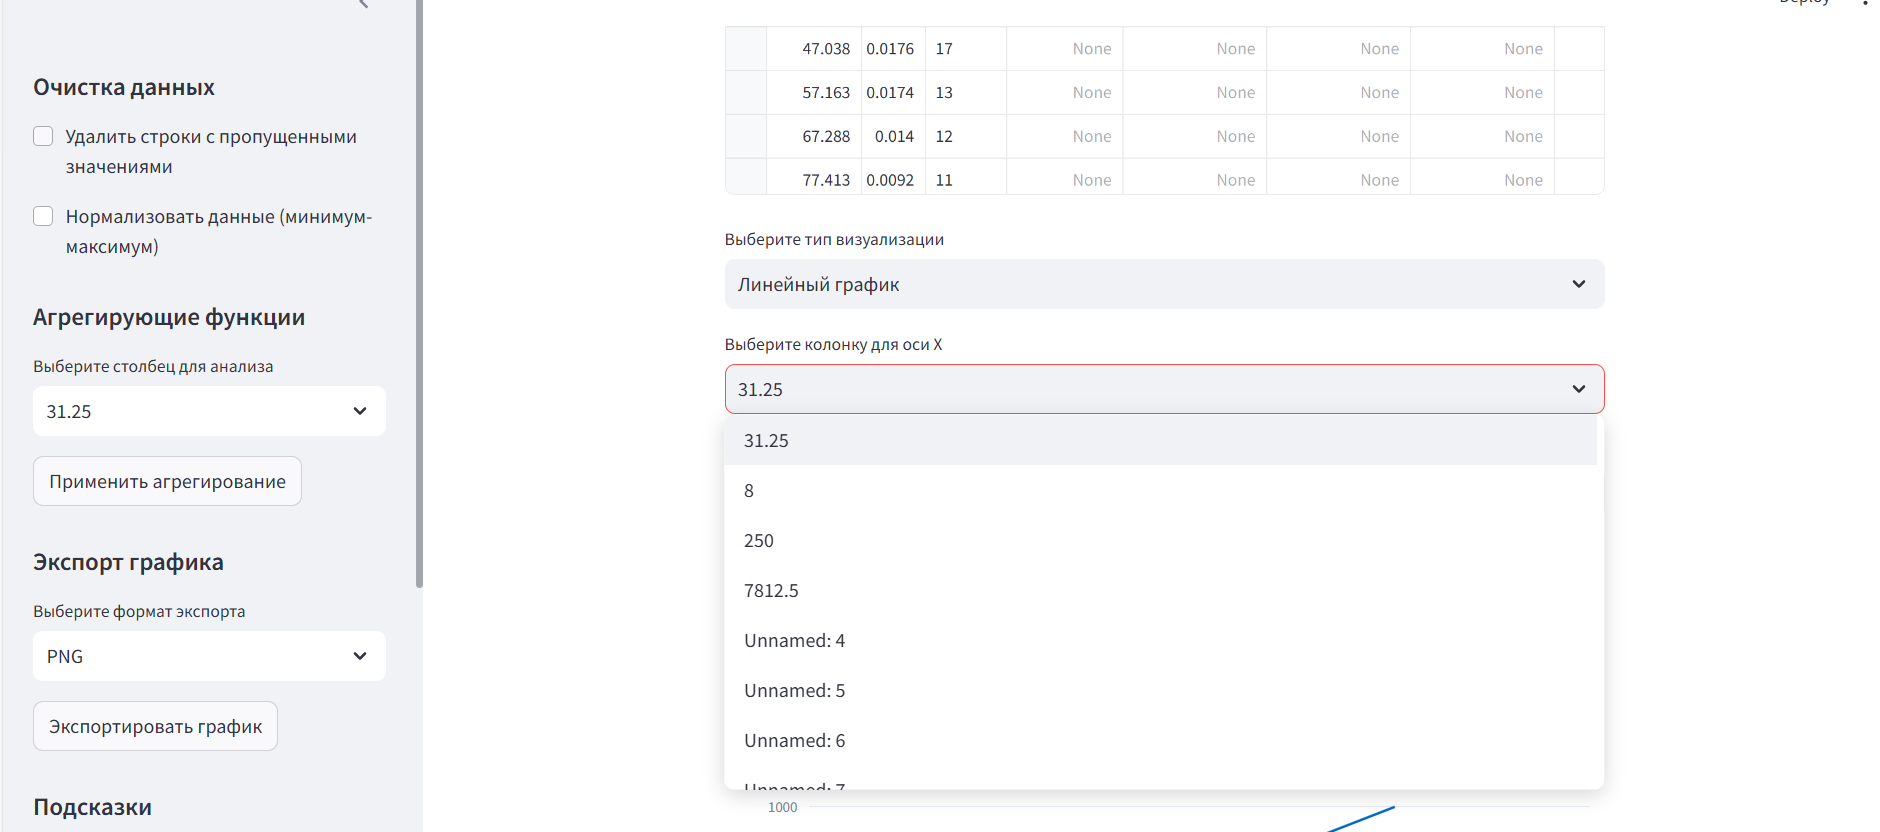 Deploy
Очистка данных
Удалить строки с пропущенными
значениями
Нормализовать данные (минимум-
максимум)
Агрегирующие функции
Выберите столбец для анализа
31.25
Применить агрегирование
Экспорт графика
Выберите формат экспорта
PNG
Экспортировать график
Подсказки
47.038 0.0176 17 None None None None
57.163 0.0174 13 None None None None
67.288 0.014 12 None None None None
77.413 0.0092 11 None None None None
Выберите тип визуализации
Линейный график
Выберите колонку для оси X
31.25
31.25
8
250
7812.5
Unnamed: 4
Unnamed: 5
Unnamed: 6
Unnamed: 7
1000